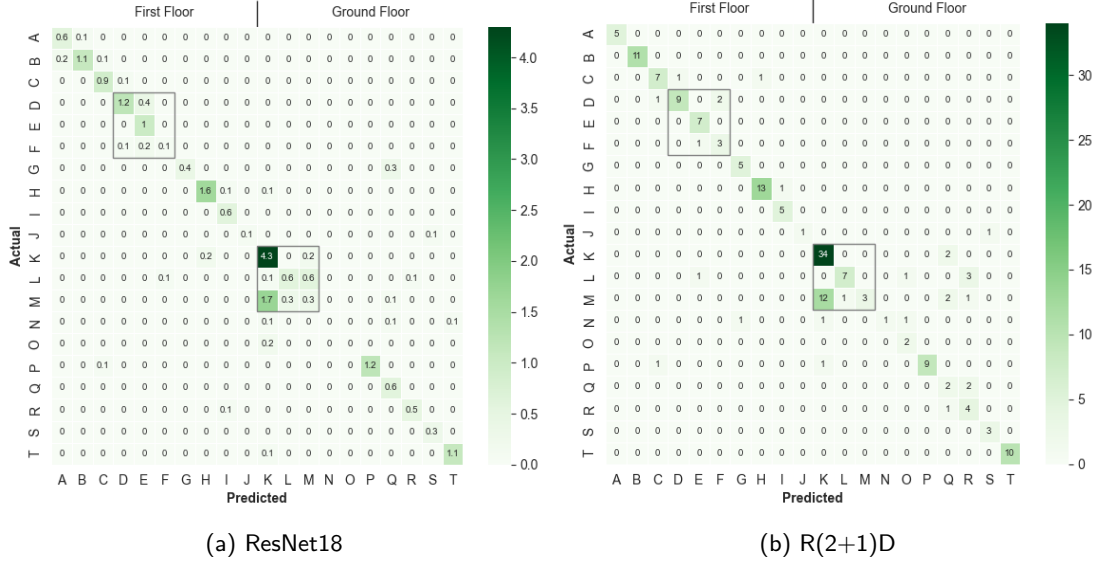 First Floor Ground Floor
Actual
A 0.6 0.1 0 0 0 0 0 0 0 0 0 0 0 0 0 0 0 0 0 0
B 0.2 1.1 0.1 0 0 0 0 0 0 0 0 0 0 0 0 0 0 0 0 0
C 0 0 0.9 0.1 0 0 0 0 0 0 0 0 0 0 0 0 0 0 0 0
D 0 0 0 1.2 0.4 0 0 0 0 0 0 0 0 0 0 0 0 0 0 0
E 0 0 0 0 1 0 0 0 0 0 0 0 0 0 0 0 0 0 0 0
F 0 0 0 0.1 0.2 0.1 0 0 0 0 0 0 0 0 0 0 0 0 0 0
G 0 0 0 0 0 0 0.4 0 0 0 0 0 0 0 0 0 0.3 0 0 0
H 0 0 0 0 0 0 0 1.6 0.1 0 0.1 0 0 0 0 0 0 0 0 0
I 0 0 0 0 0 0 0 0 0.6 0 0 0 0 0 0 0 0 0 0 0
J 0 0 0 0 0 0 0 0 0 0.1 0 0 0 0 0 0 0 0 0.1 0
K 0 0 0 0 0 0 0 0.2 0 0 4.3 0 0.2 0 0 0 0 0 0 0
L 0 0 0 0 0 0.1 0 0 0 0 0.1 0.6 0.6 0 0 0 0 0.1 0 0
M 0 0 0 0 0 0 0 0 0 0 1.7 0.3 0.3 0 0 0 0.1 0 0 0
N 0 0 0 0 0 0 0 0 0 0 0.1 0 0 0 0 0 0.1 0 0 0.1
O 0 0 0 0 0 0 0 0 0 0 0.2 0 0 0 0 0 0 0 0 0
P 0 0 0.1 0 0 0 0 0 0 0 0 0 0 0 0 1.2 0 0 0 0
Q 0 0 0 0 0 0 0 0 0 0 0 0 0 0 0 0 0.6 0 0 0
R 0 0 0 0 0 0 0 0 0.1 0 0 0 0 0 0 0 0 0.5 0 0
S 0 0 0 0 0 0 0 0 0 0 0 0 0 0 0 0 0 0 0.3 0
T 0 0 0 0 0 0 0 0 0 0 0.1 0 0 0 0 0 0 0 0 1.1
A B C D E F G H I J K L M N O P Q R S T
Predicted
4.0
3.5
3.0
2.5
2.0
1.5
1.0
0.5
0.0
(a) ResNet18
First Floor Ground Floor
Actual
A 5 0 0 0 0 0 0 0 0 0 0 0 0 0 0 0 0 0 0 0
B 0 11 0 0 0 0 0 0 0 0 0 0 0 0 0 0 0 0 0 0
C 0 0 7 1 0 0 0 1 0 0 0 0 0 0 0 0 0 0 0 0
D 0 0 1 9 0 2 0 0 0 0 0 0 0 0 0 0 0 0 0 0
E 0 0 0 0 7 0 0 0 0 0 0 0 0 0 0 0 0 0 0 0
F 0 0 0 0 1 3 0 0 0 0 0 0 0 0 0 0 0 0 0 0
G 0 0 0 0 0 0 5 0 0 0 0 0 0 0 0 0 0 0 0 0
H 0 0 0 0 0 0 0 13 1 0 0 0 0 0 0 0 0 0 0 0
I 0 0 0 0 0 0 0 0 5 0 0 0 0 0 0 0 0 0 0 0
J 0 0 0 0 0 0 0 0 0 1 0 0 0 0 0 0 0 0 1 0
K 0 0 0 0 0 0 0 0 0 0 34 0 0 0 0 0 2 0 0 0
L 0 0 0 0 1 0 0 0 0 0 0 7 0 0 1 0 0 3 0 0
M 0 0 0 0 0 0 0 0 0 0 12 1 3 0 0 0 2 1 0 0
N 0 0 0 0 0 0 1 0 0 0 1 0 0 1 1 0 0 0 0 0
O 0 0 0 0 0 0 0 0 0 0 0 0 0 0 2 0 0 0 0 0
P 0 0 1 0 0 0 0 0 0 0 1 0 0 0 0 9 0 0 0 0
Q 0 0 0 0 0 0 0 0 0 0 0 0 0 0 0 0 2 2 0 0
R 0 0 0 0 0 0 0 0 0 0 0 0 0 0 0 0 1 4 0 0
S 0 0 0 0 0 0 0 0 0 0 0 0 0 0 0 0 0 0 3 0
T 0 0 0 0 0 0 0 0 0 0 0 0 0 0 0 0 0 0 0 10
A B C D E F G H I J K L M N O P Q R S T
Predicted
30
25
20
15
10
5
0
(b) R(2+1)D